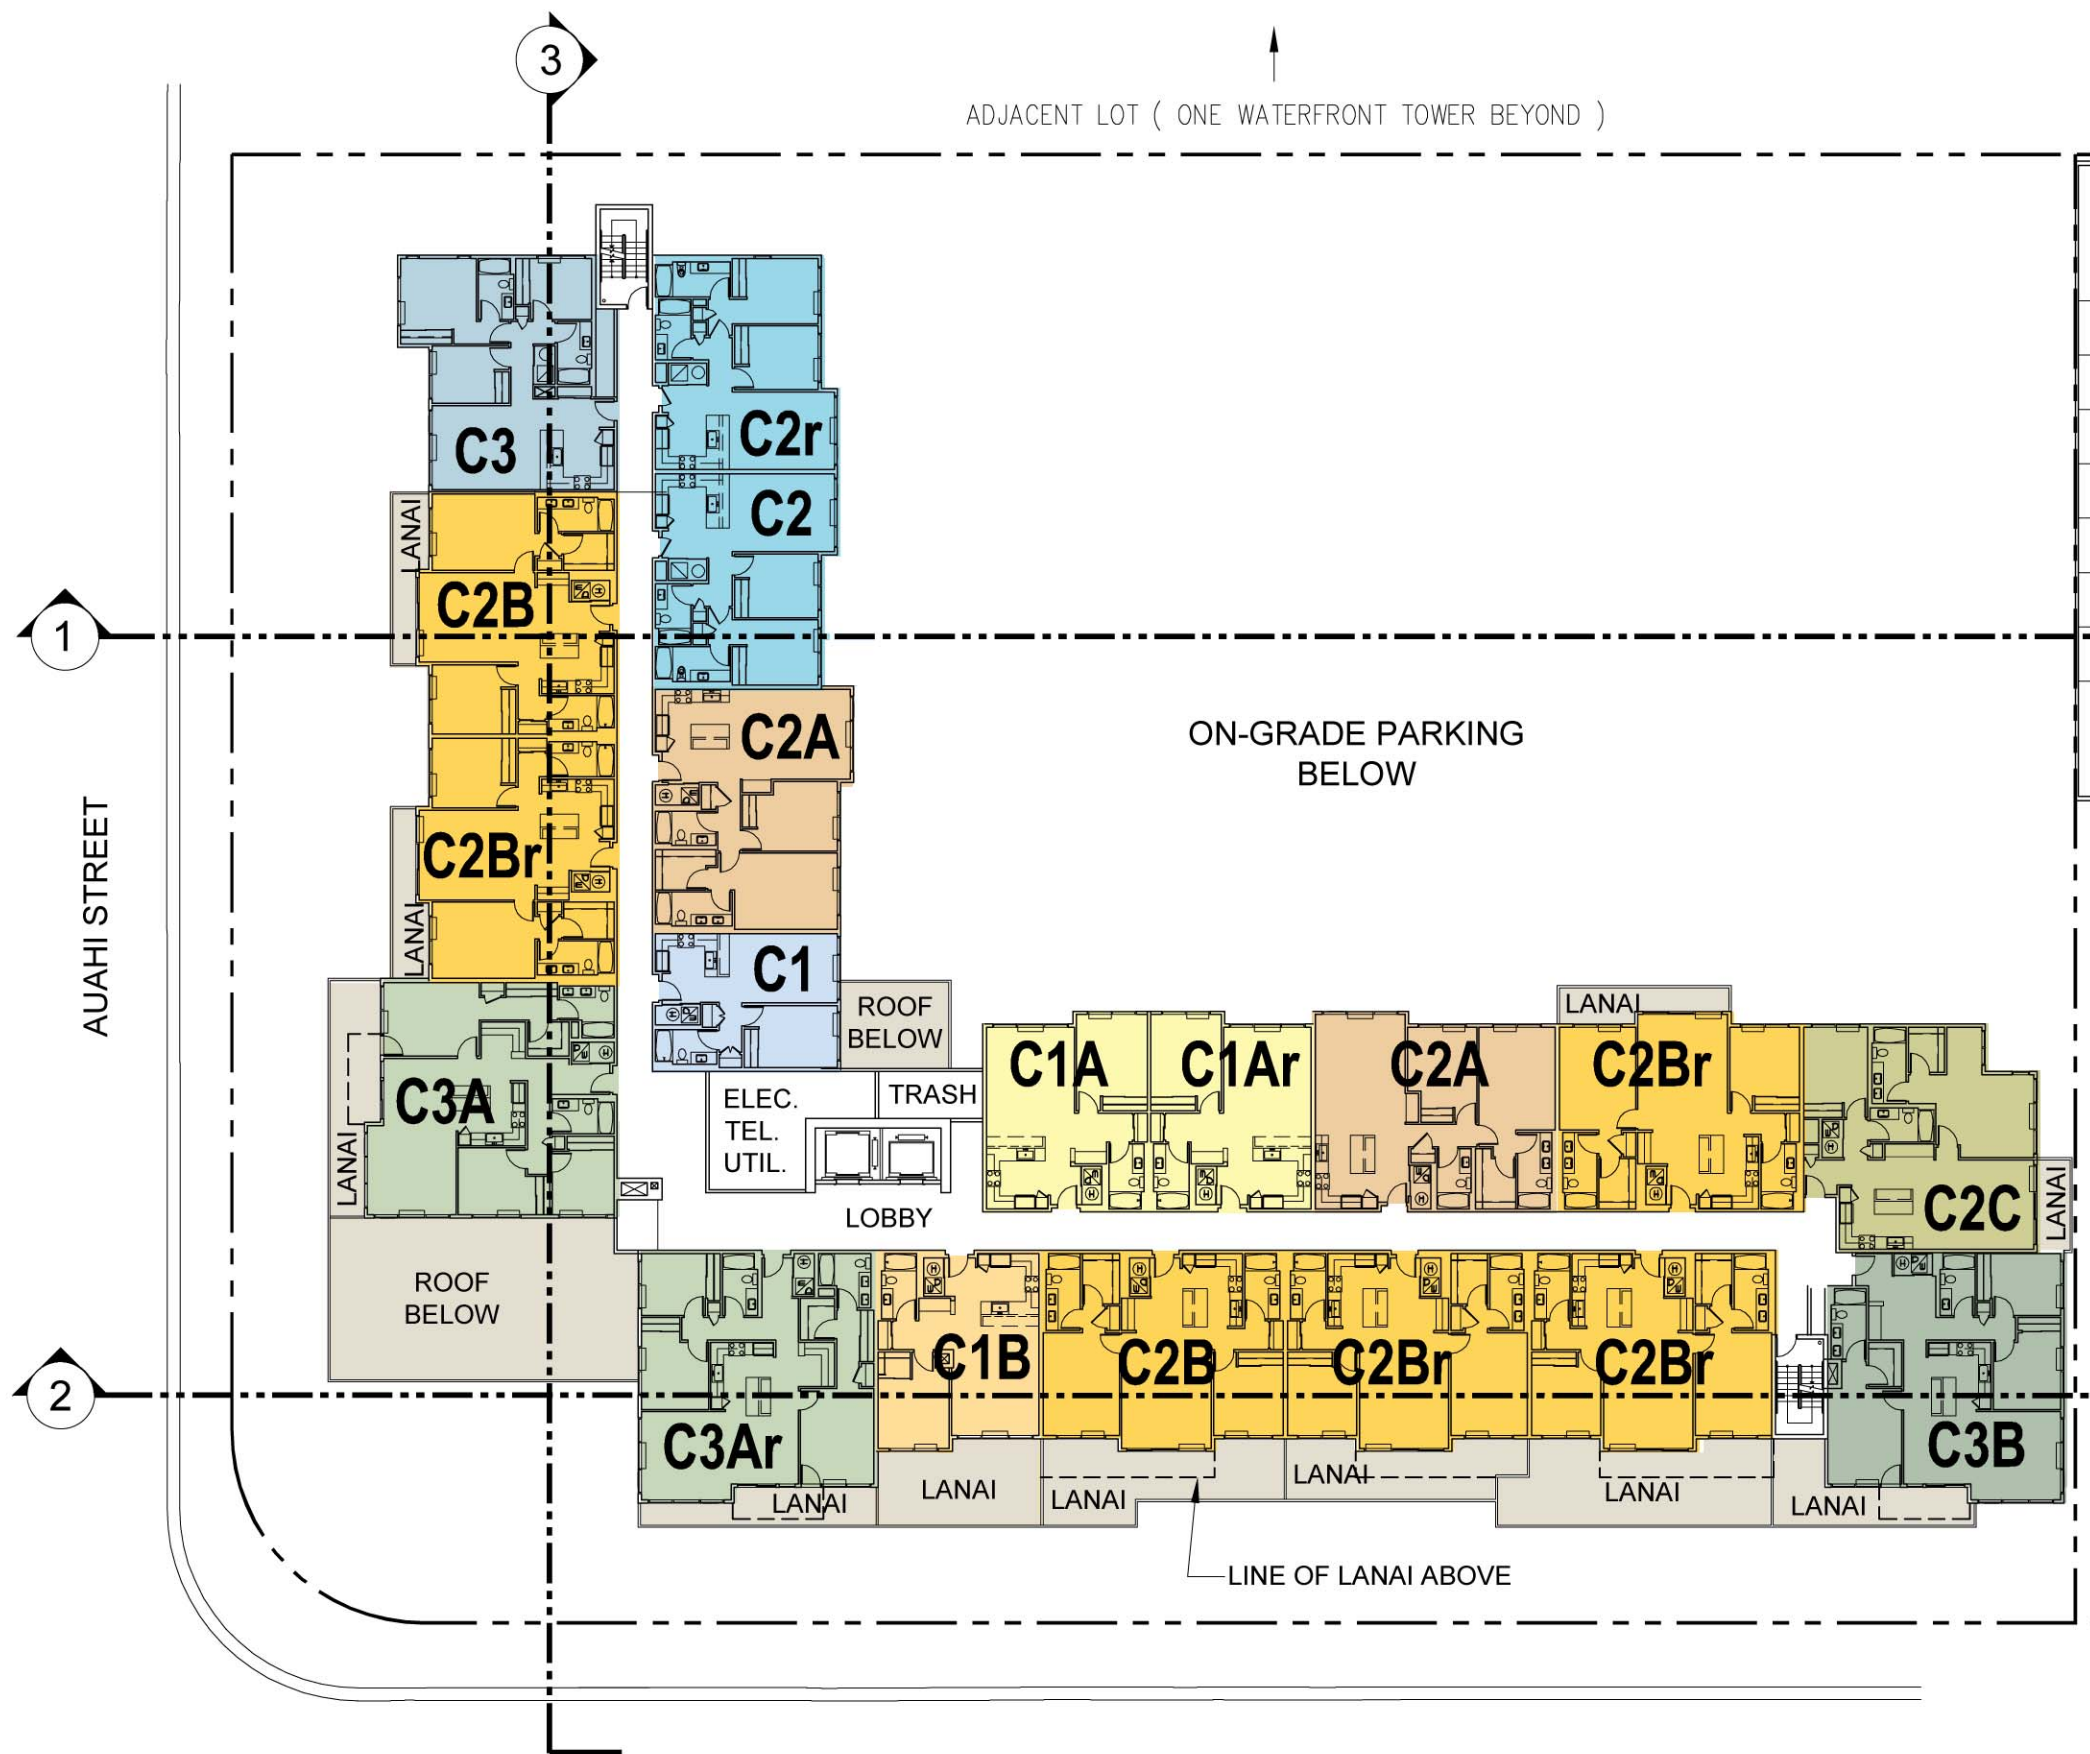 3
ADJACENT LOT ( ONE WATERFRONT TOWER BEYOND )
C3
C2r
C2
LANAI
C2B
1
C2A
ON-GRADE PARKING
BELOW
AUAHI STREET
C2Br
LANAI
C1
ROOF
BELOW
LANAI
C3A
LANAI
ELEC.
TEL.
UTIL.
TRASH
C1A
C1Ar
C2A
C2Br
C2C
LANAI
LOBBY
ROOF
BELOW
2
C3Ar
C1B
C2B
C2Br
C2Br
C3B
LANAI
LANAI
LANAI
LANAI
LANAI
LANAI
LINE OF LANAI ABOVE